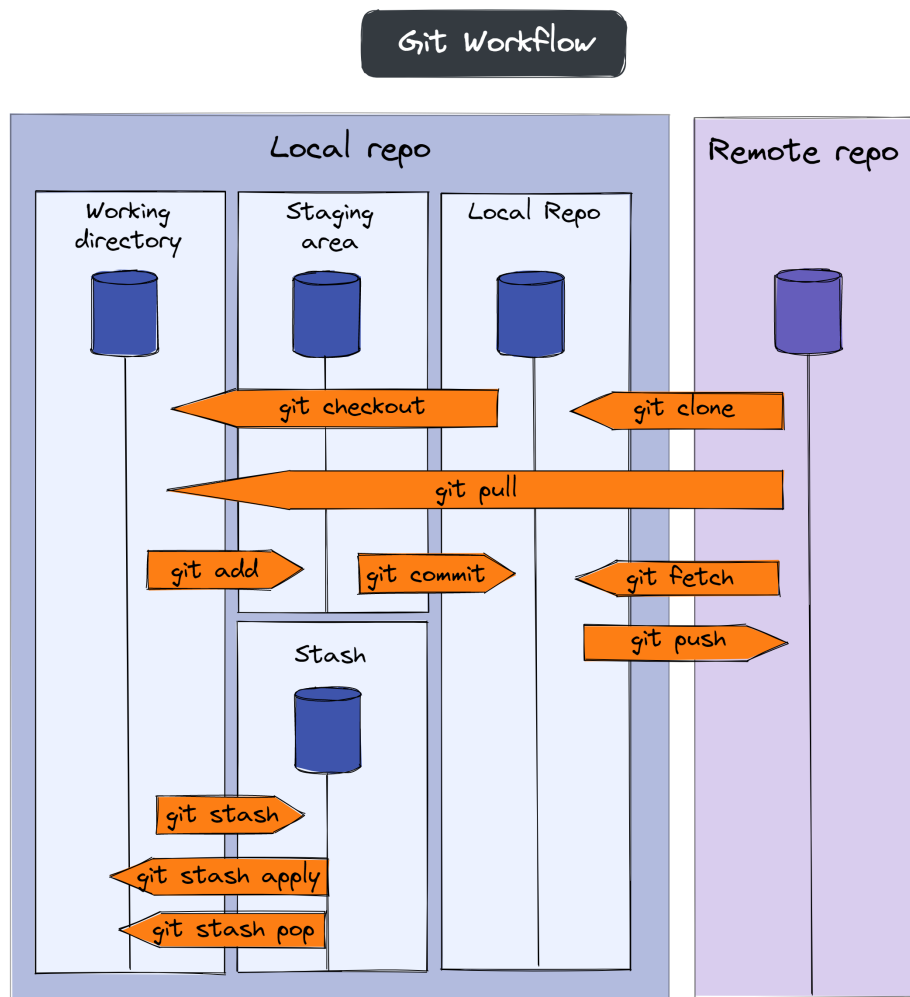 Git Workflow
Local repo
Remote repo
Working
directory
Staging
area
Local Repo
git checkout
git clone
git pull
git add
git commit
git fetch
git push
Stash
git stash
git stash apply
git stash pop